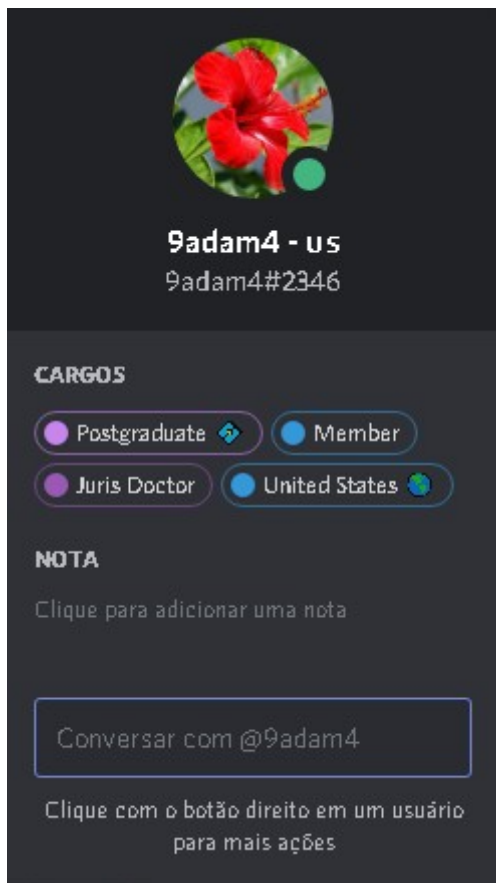 9adam4 - us
9adam4#2346
CARGOS
Postgraduate Member
Juris Doctor United States
NOTA
Clique para adicionar uma nota
Conversar com @9adam4
Clique com o botão direito em um usuário
para mais ações